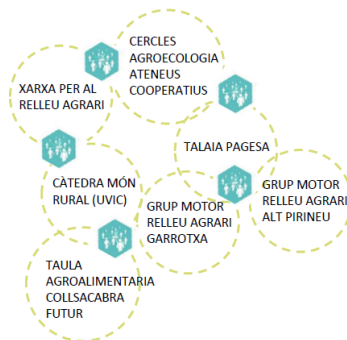 CERCLES
AGROECOLOGIA
ATENEUS
COOPERATIUS
XARXA PER AL
RELLEU AGRARI
TALAIA PAGESA
CÀTEDRA MÓN
RURAL (UVIC)
GRUP MOTOR
RELLEU AGRARI
ALT PIRINEU
GRUP MOTOR
RELLEU AGRARI
GARROTXA
TAULA
AGROALIMENTARIA
COLLSACABRA
FUTUR